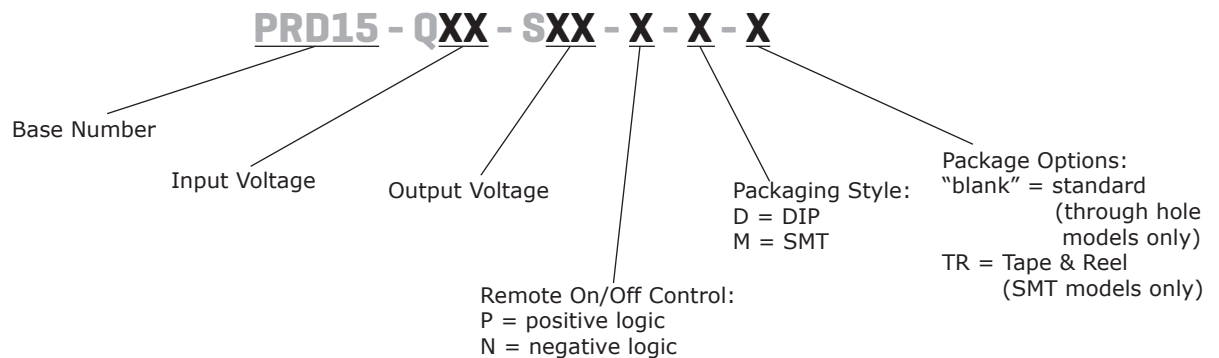 PRD15 - QXX - SXX - X - X - X
Base Number
Input Voltage
Output Voltage
Remote On/Off Control:
P = positive logic
N = negative logic
Packaging Style:
D = DIP
M = SMT
Package Options:
“blank” = standard
(through hole
models only)
TR = Tape & Reel
(SMT models only)